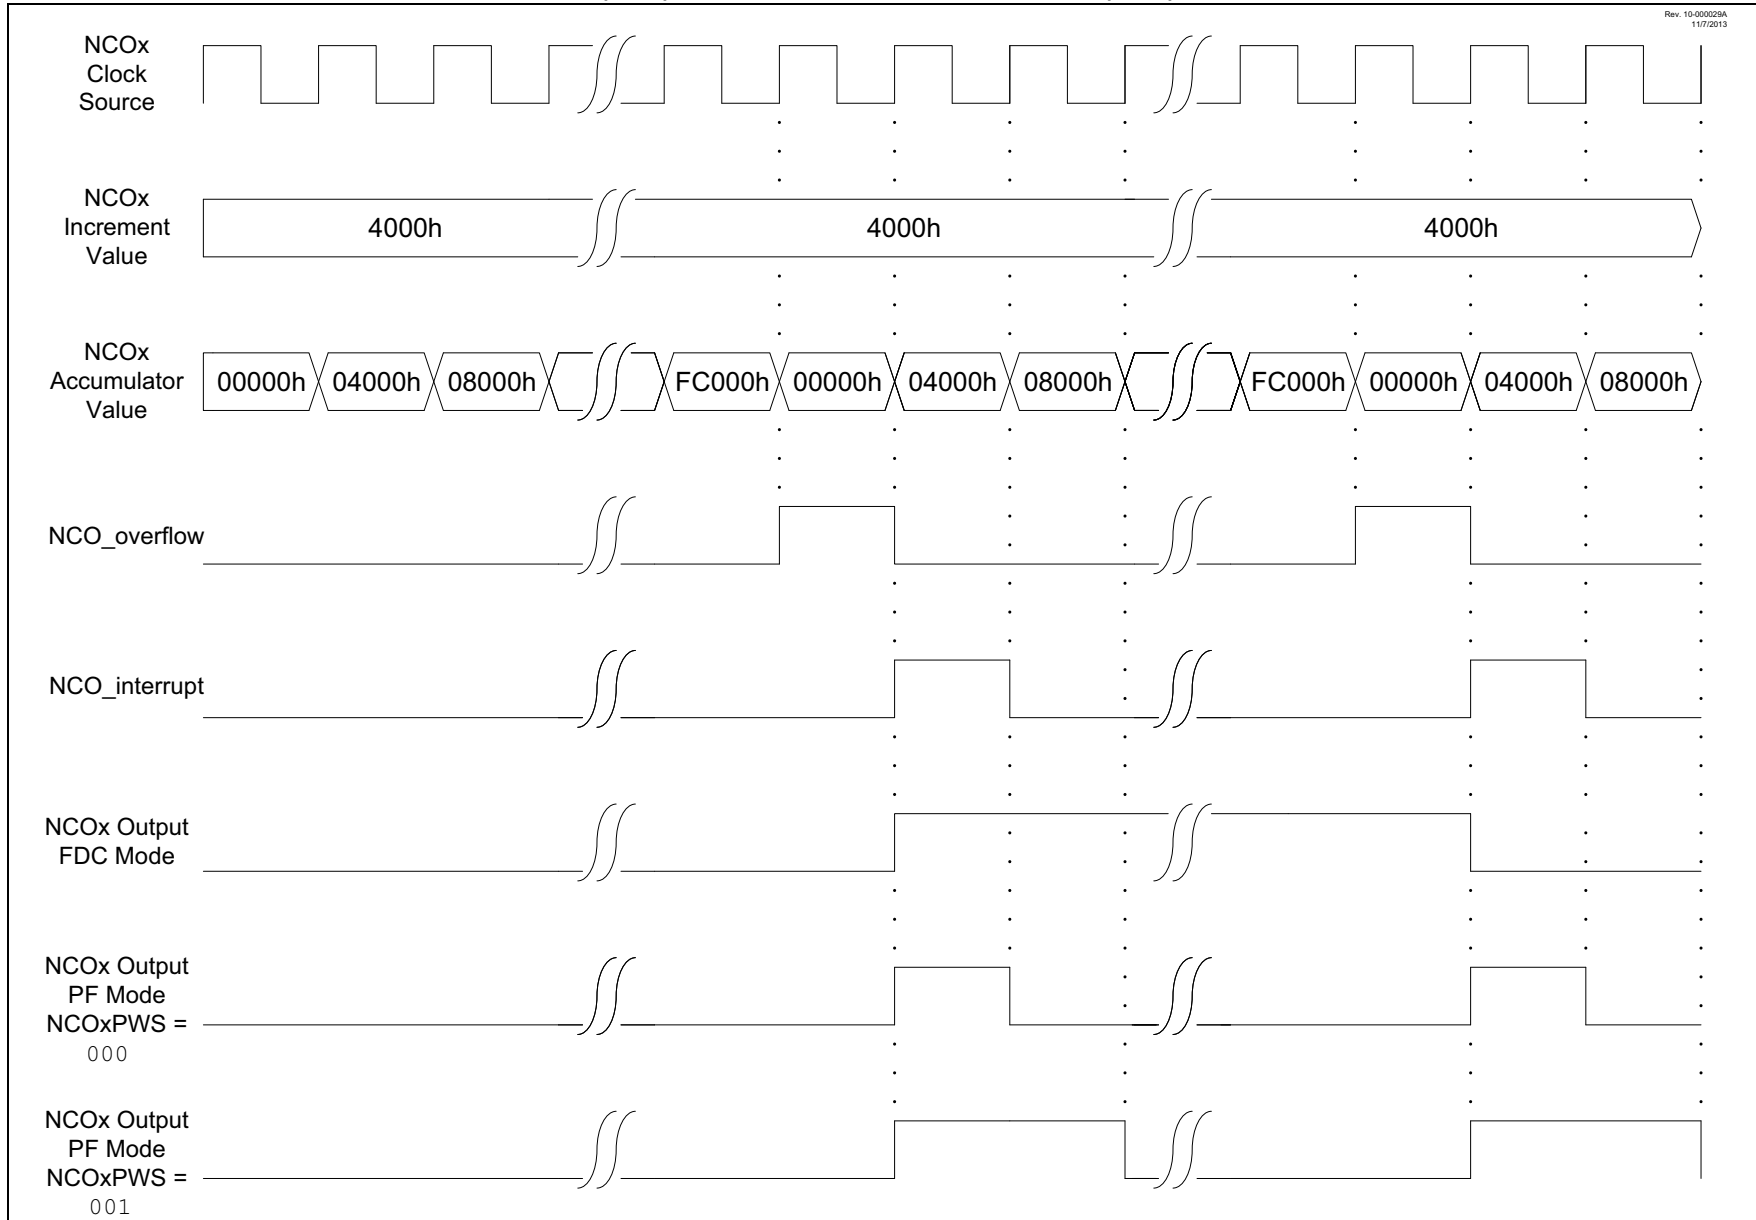 Rev. 10-000029A
11/7/2013
NCOx
Clock
Source
NCOx
Increment
Value
4000h
4000h
4000h
NCOx
Accumulator
Value
00000h
04000h
08000h
FC000h
00000h
04000h
08000h
FC000h
00000h
04000h
08000h
NCO_overflow
NCO_interrupt
NCOx Output
FDC Mode
NCOx Output
PF Mode
NCOxPWS =
000
NCOx Output
PF Mode
NCOxPWS =
001